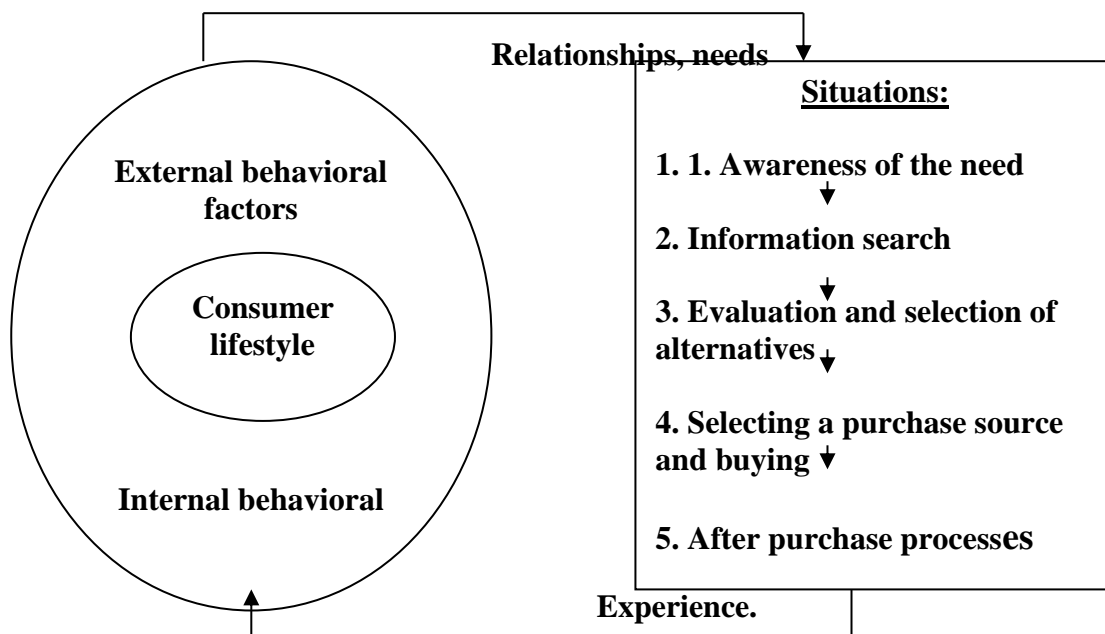 Relationships, needs
External behavioral
factors
Consumer
lifestyle
Internal behavioral
Situations:
1. 1. Awareness of the need
2. Information search
3. Evaluation and selection of
alternatives
4. Selecting a purchase source
and buying
5. After purchase processes
Experience.